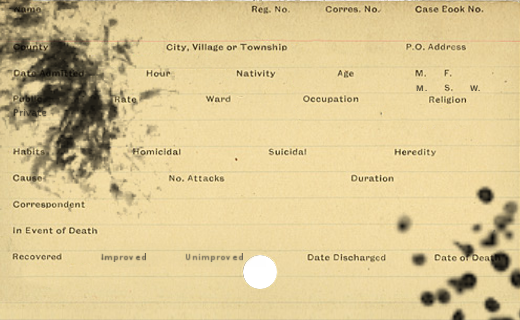 Name Reg. No. Corres. No. Case Book No.
County City, Village or Township P.O. Address
Date Admitted Hour Nativity Age M. F.
M. S. W.
Public Rate Ward Occupation Religion
Private
Habits Homicidal Suicidal Heredity
Cause No. Attacks Duration
Correspondent
In Event of Death
Recovered Improved Unimproved Date Discharged Date of Death